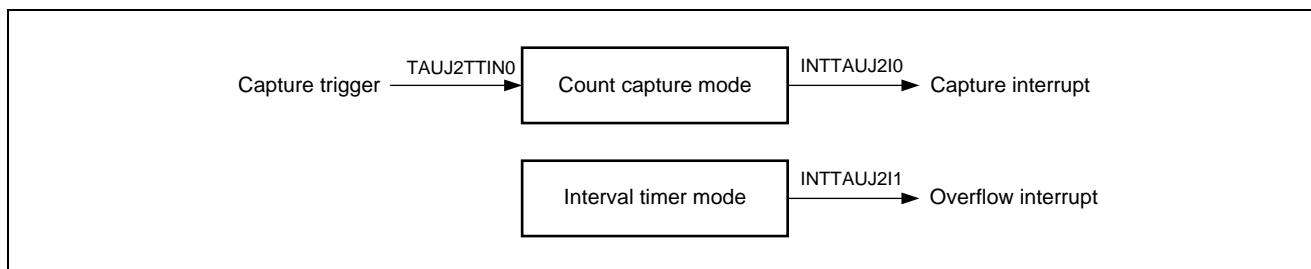 Capture trigger
TAUJ2TTIN0
Count capture mode
INTTAUJ2I0
Capture interrupt
Interval timer mode
INTTAUJ2I1
Overflow interrupt